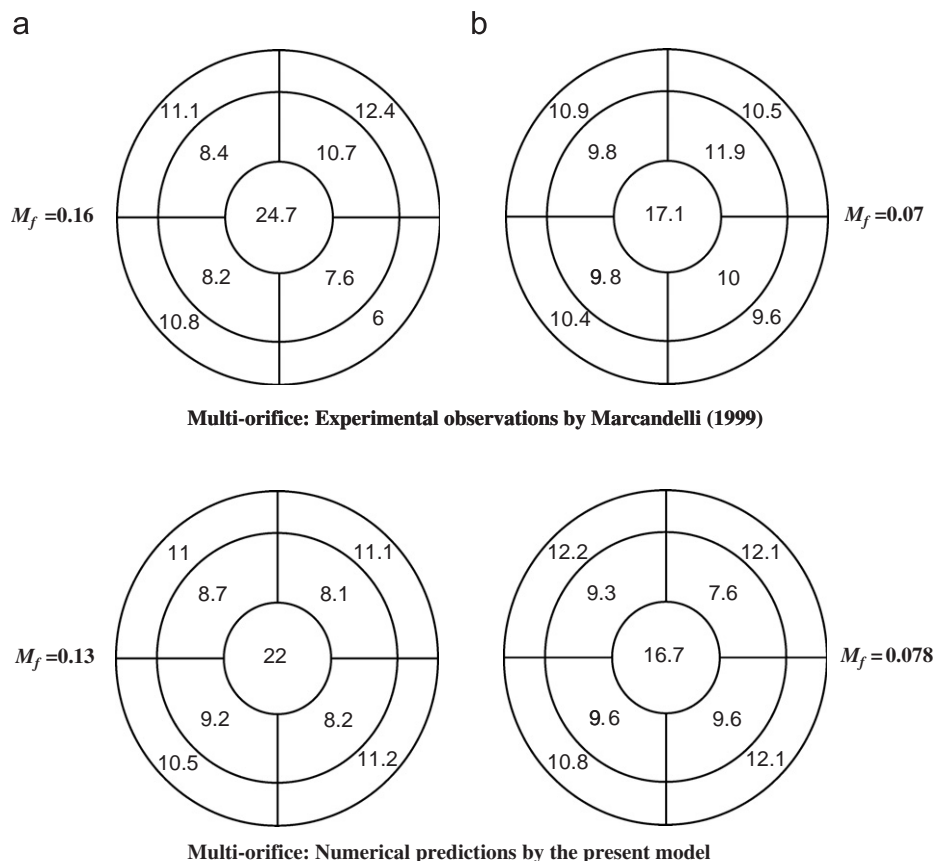 a b
11.1 12.4 10.9 10.5
8.4 10.7 9.8 11.9
M_f =0.16 24.7 17.1 M_f =0.07
8.2 7.6 9.8 10
10.8 6 10.4 9.6
Multi-orifice: Experimental observations by Marcandelli (1999)
11 11.1 12.2 12.1
8.7 8.1 9.3 7.6
M_f =0.13 22 16.7 M_f =0.078
9.2 8.2 9.6 9.6
10.5 11.2 10.8 12.1
Multi-orifice: Numerical predictions by the present model